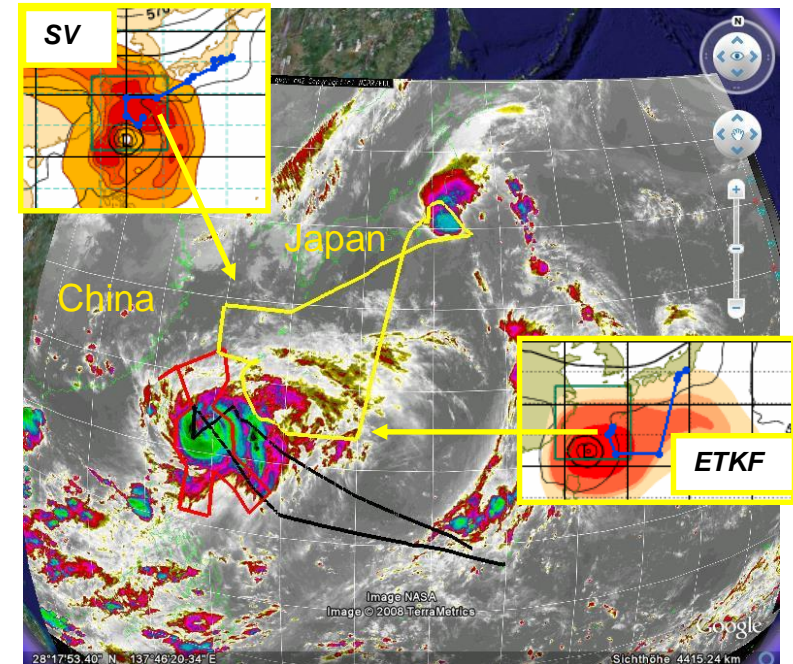 SV
N
Japan
China
ETKF
Image NASA
Image © 2008 TerraMetrics
Google
28°17'53.40" N 137°46'20.34" E
Sichthöhe 4415.24 km